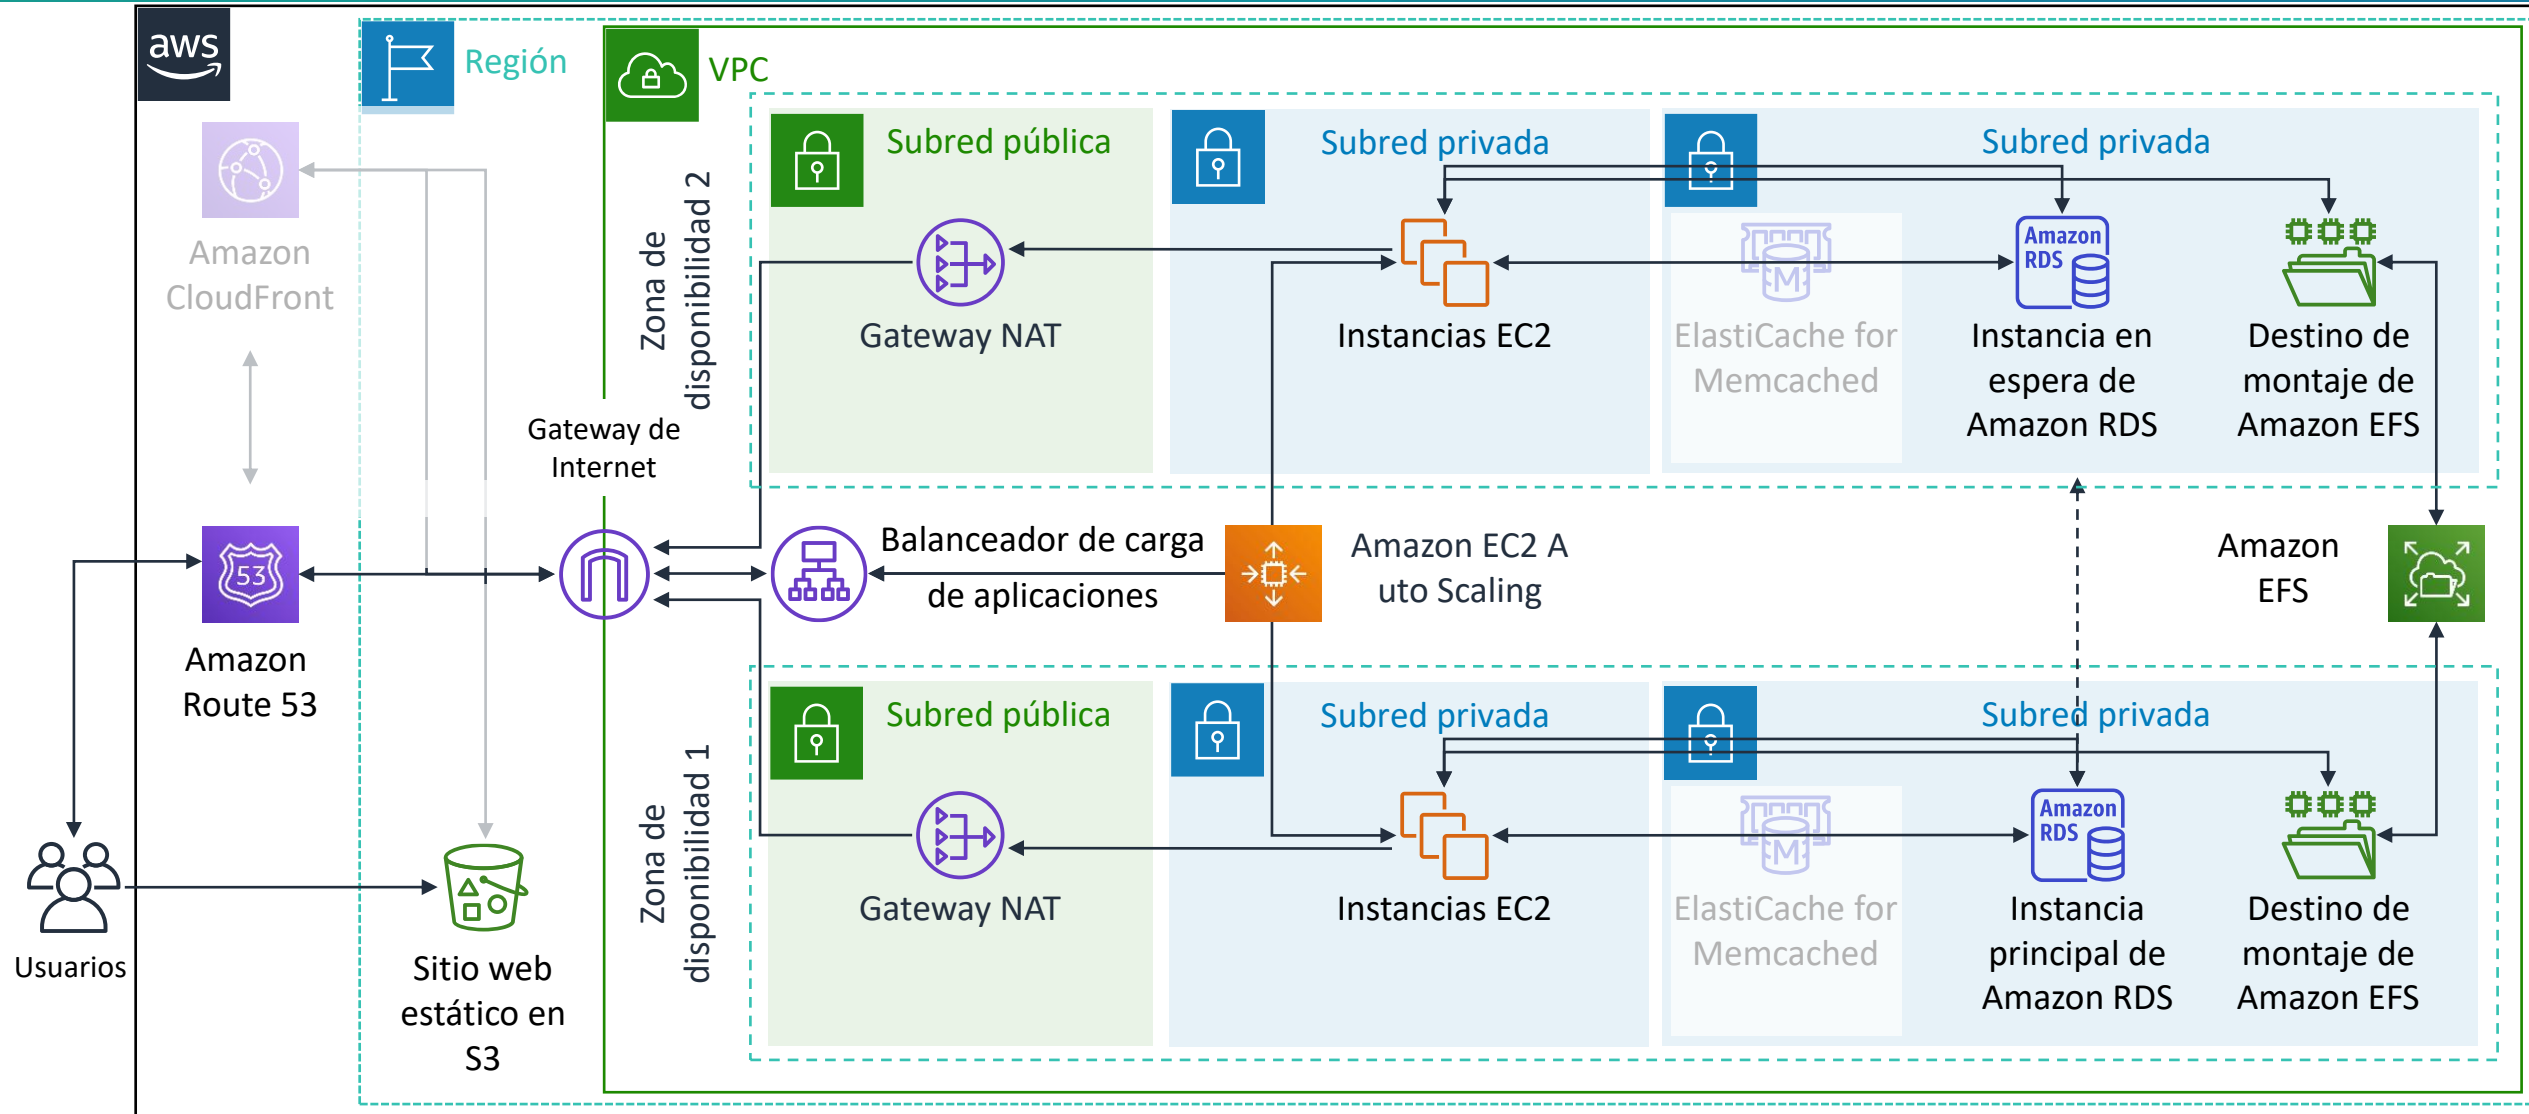 aws
Región
VPC
Amazon
CloudFront
Zona de
disponibilidad 2
Subred pública
Gateway NAT
Subred privada
Instancias EC2
Subred privada
ElastiCache for
Memcached
M
Amazon
RDS
Instancia en
espera de
Amazon RDS
Destino de
montaje de
Amazon EFS
Gateway de
Internet
53
Amazon
Route 53
Balanceador de carga
de aplicaciones
Amazon EC2 A
uto Scaling
Amazon
EFS
Usuarios
Sitio web
estático en
S3
Zona de
disponibilidad 1
Subred pública
Gateway NAT
Subred privada
Instancias EC2
Subred privada
ElastiCache for
Memcached
M
Amazon
RDS
Instancia
principal de
Amazon RDS
Destino de
montaje de
Amazon EFS